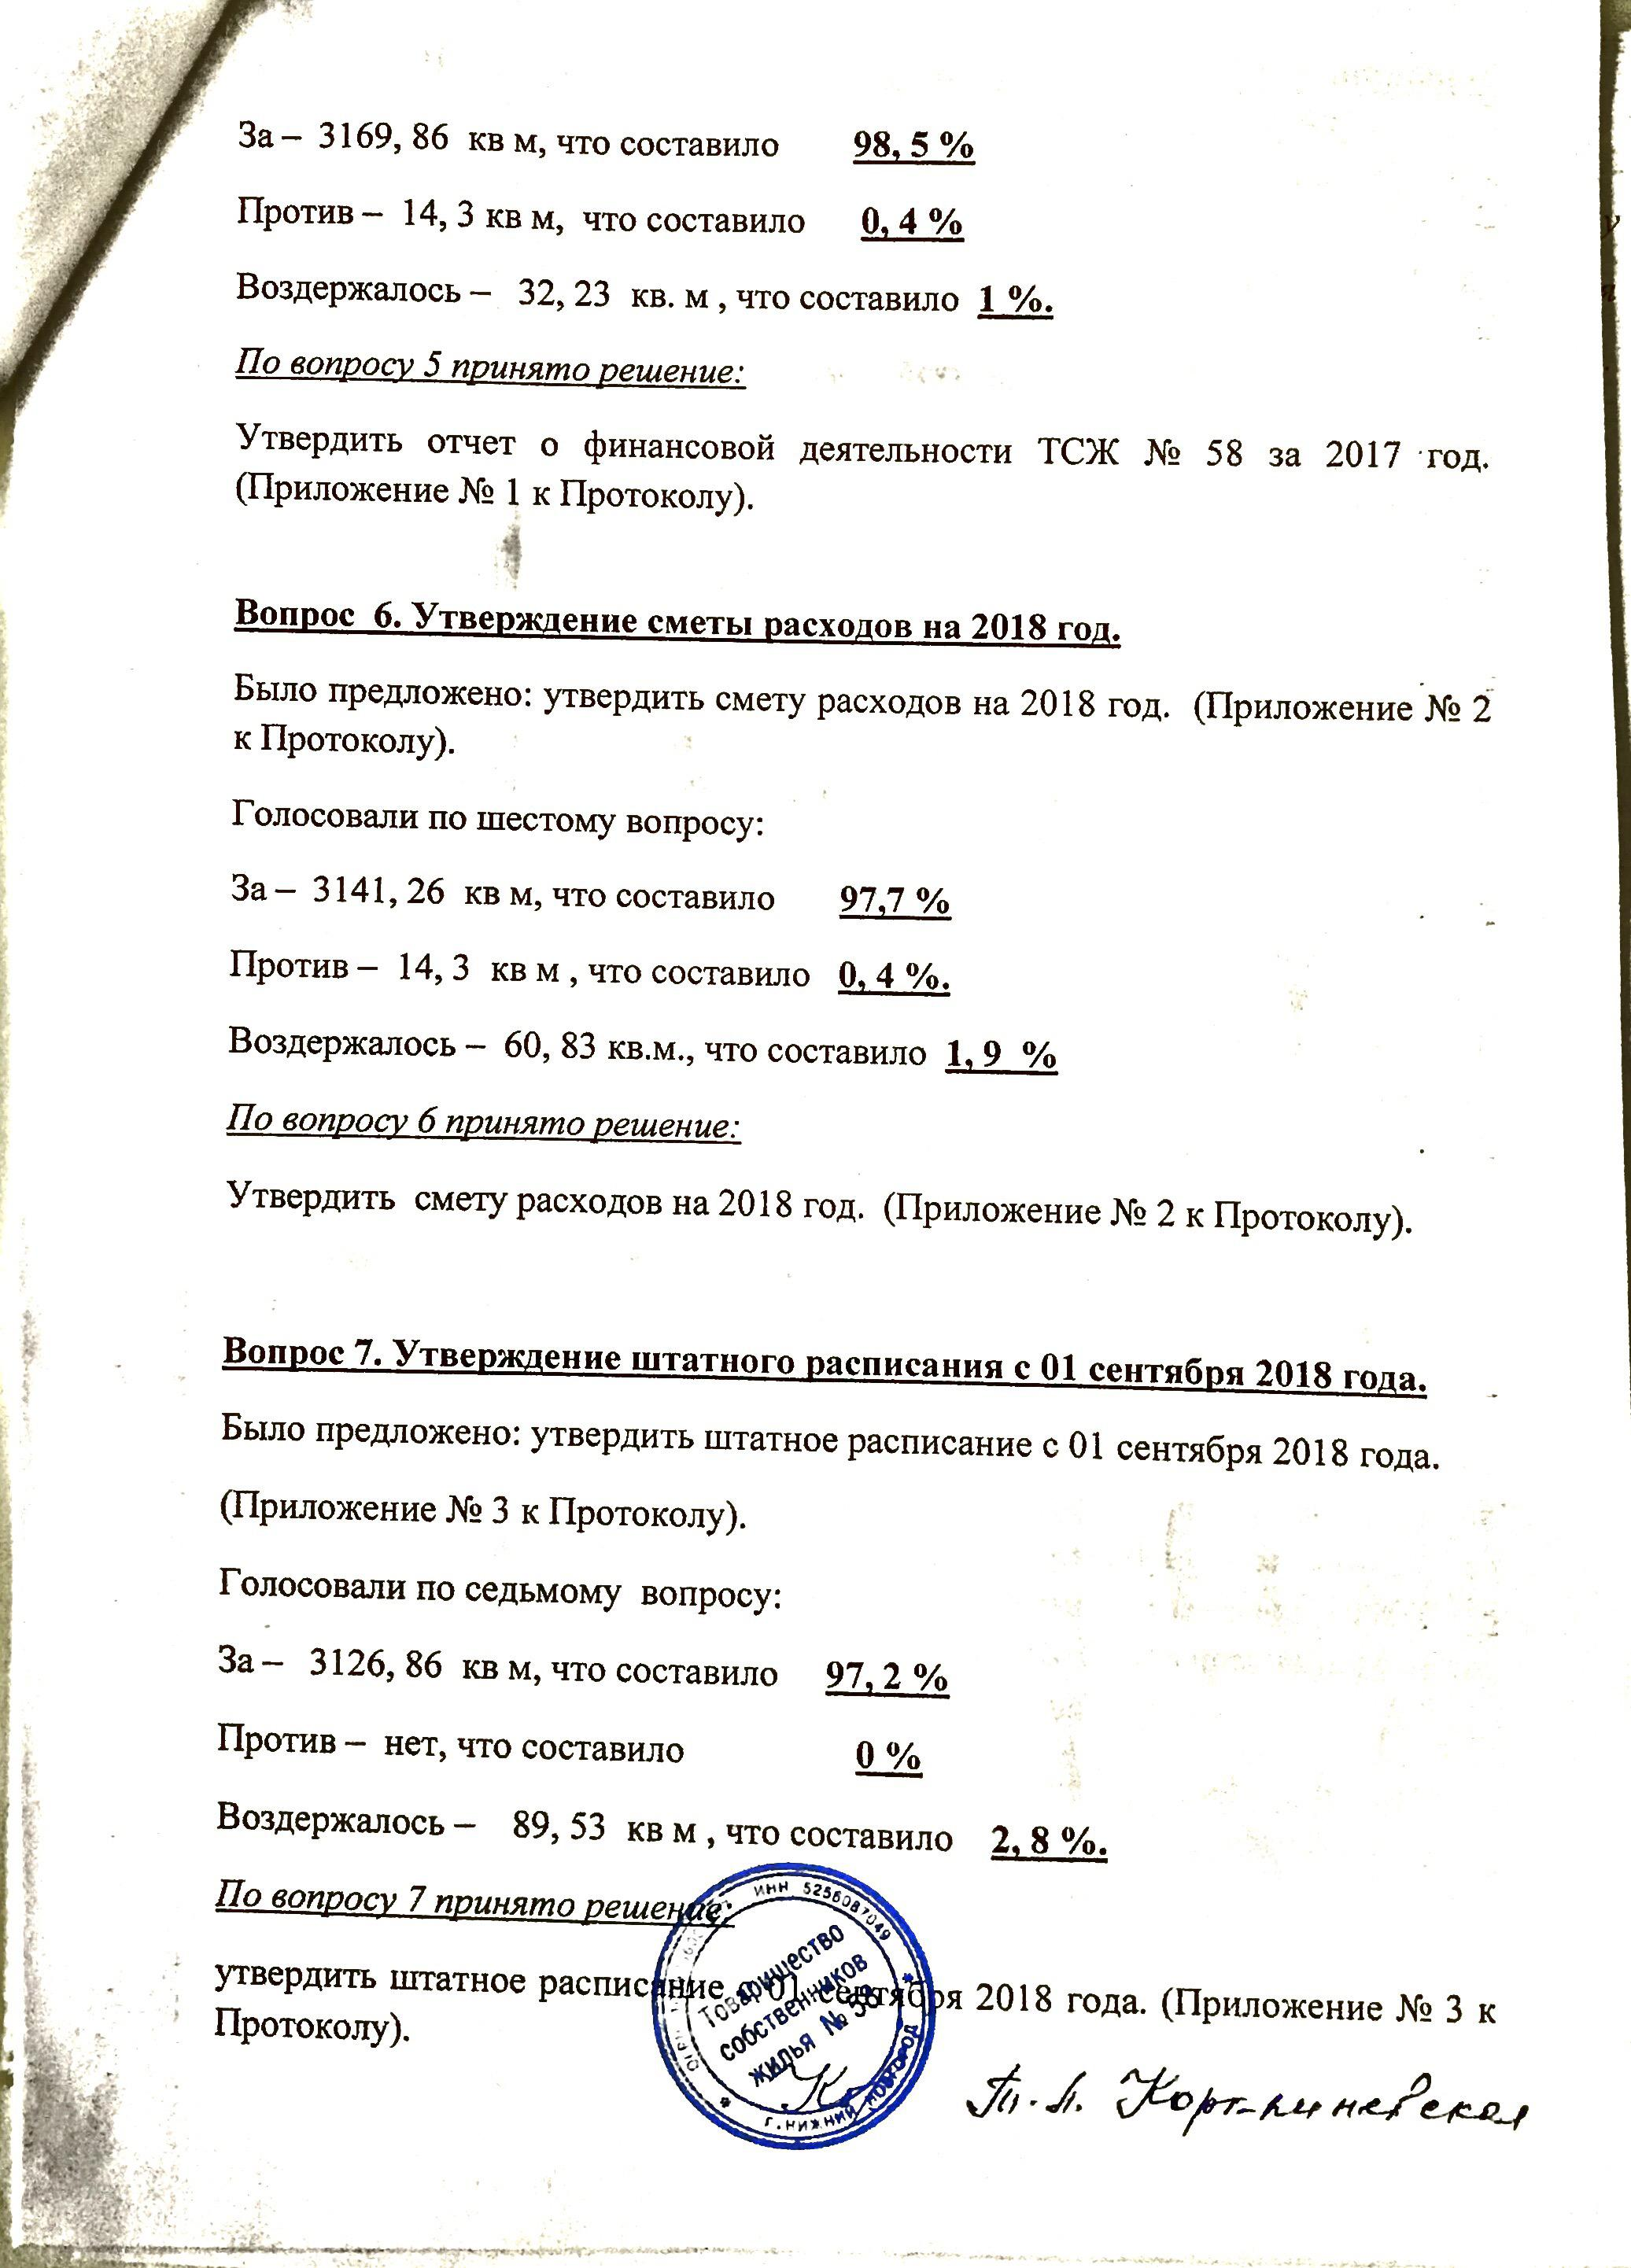 За – 3169, 86 кв м, что составило 98, 5 %
Против – 14, 3 кв м, что составило 0, 4 %
Воздержалось – 32, 23 кв. м , что составило 1 %.
По вопросу 5 принято решение:
Утвердить отчет о финансовой деятельности ТСЖ № 58 за 2017 год.
(Приложение № 1 к Протоколу).
Вопрос 6. Утверждение сметы расходов на 2018 год.
Было предложено: утвердить смету расходов на 2018 год. (Приложение № 2
к Протоколу).
Голосовали по шестому вопросу:
За – 3141, 26 кв м, что составило 97,7 %
Против – 14, 3 кв м , что составило 0, 4 %.
Воздержалось – 60, 83 кв.м., что составило 1, 9 %
По вопросу 6 принято решение:
Утвердить смету расходов на 2018 год. (Приложение № 2 к Протоколу).
Вопрос 7. Утверждение штатного расписания с 01 сентября 2018 года.
Было предложено: утвердить штатное расписание с 01 сентября 2018 года.
(Приложение № 3 к Протоколу).
Голосовали по седьмому вопросу:
За – 3126, 86 кв м, что составило 97, 2 %
Против – нет, что составило 0 %
Воздержалось – 89, 53 кв м , что составило 2, 8 %.
По вопросу 7 принято решение:
утвердить штатное расписание с 01 сентября 2018 года. (Приложение № 3 к
Протоколу).
ИНН 5256087049
Товарищество
собственников
жилья № 58
г. НИЖНИЙ НОВГОРОД